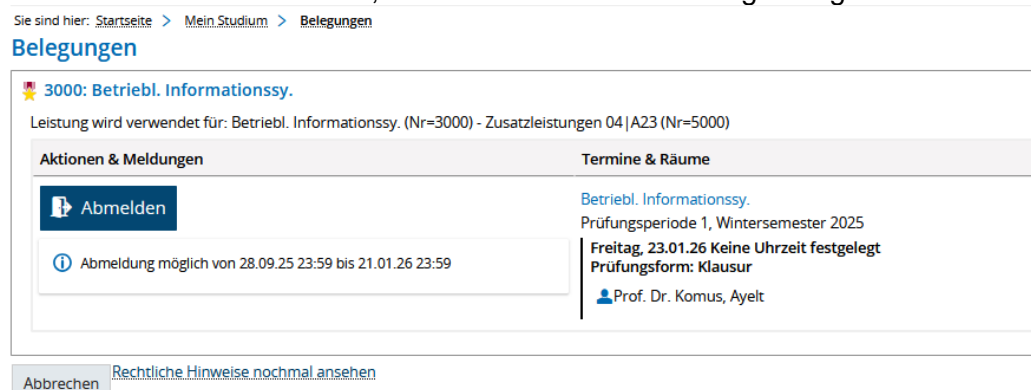 Sie sind hier: Startseite > Mein Studium > Belegungen
Belegungen
3000: Betriebl. Informationssy.
Leistung wird verwendet für: Betriebl. Informationssy. (Nr=3000) - Zusatzleistungen 04|A23 (Nr=5000)
Aktionen & Meldungen
Termine & Räume
Abmelden
Abmeldung möglich von 28.09.25 23:59 bis 21.01.26 23:59
Betriebl. Informationssy.
Prüfungsperiode 1, Wintersemester 2025
Freitag, 23.01.26 Keine Uhrzeit festgelegt
Prüfungsform: Klausur
Prof. Dr. Komus, Ayelt
Abbrechen
Rechtliche Hinweise nochmal ansehen